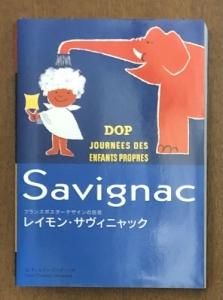 DOP
JOURNÉES DES
ENFANTS PROPRES
Savignac
フランスポスターデザインの巨匠
レイモン・サヴィニャック